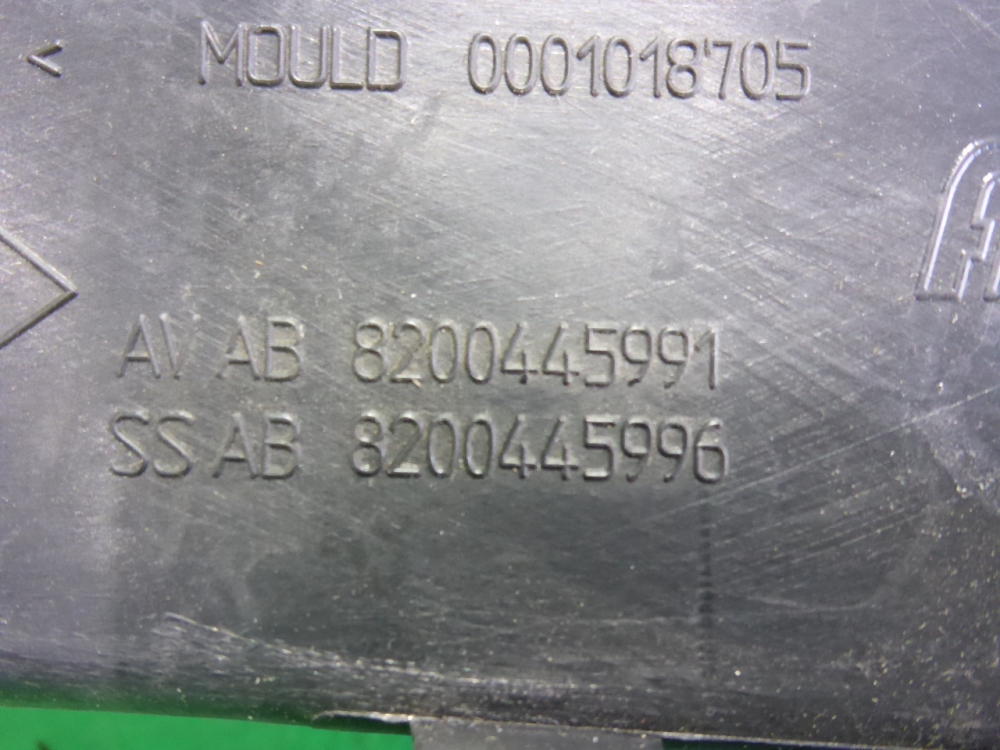 < MOULD 0001018705
AV AB 8200445991
SS AB 8200445996